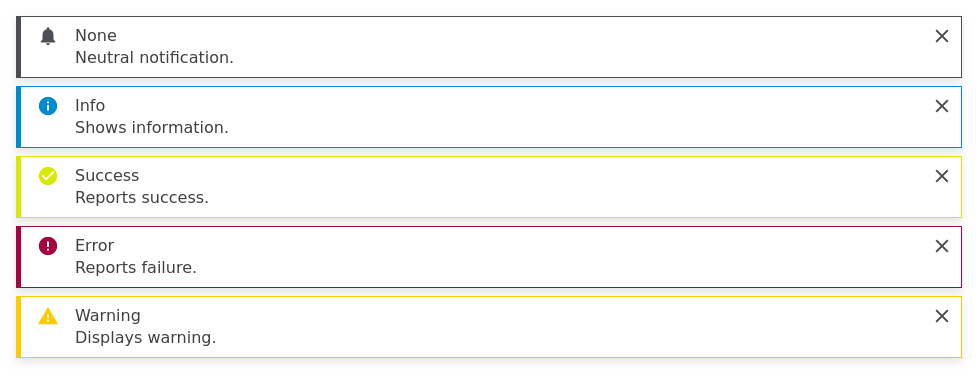 None
Neutral notification.
Info
Shows information.
Success
Reports success.
Error
Reports failure.
Warning
Displays warning.